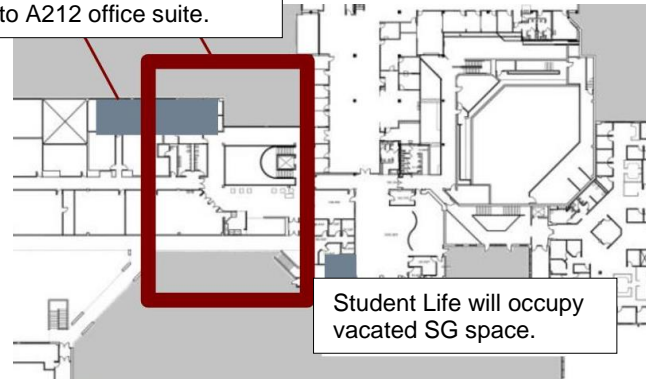 to A212 office suite.
Student Life will occupy
vacated SG space.